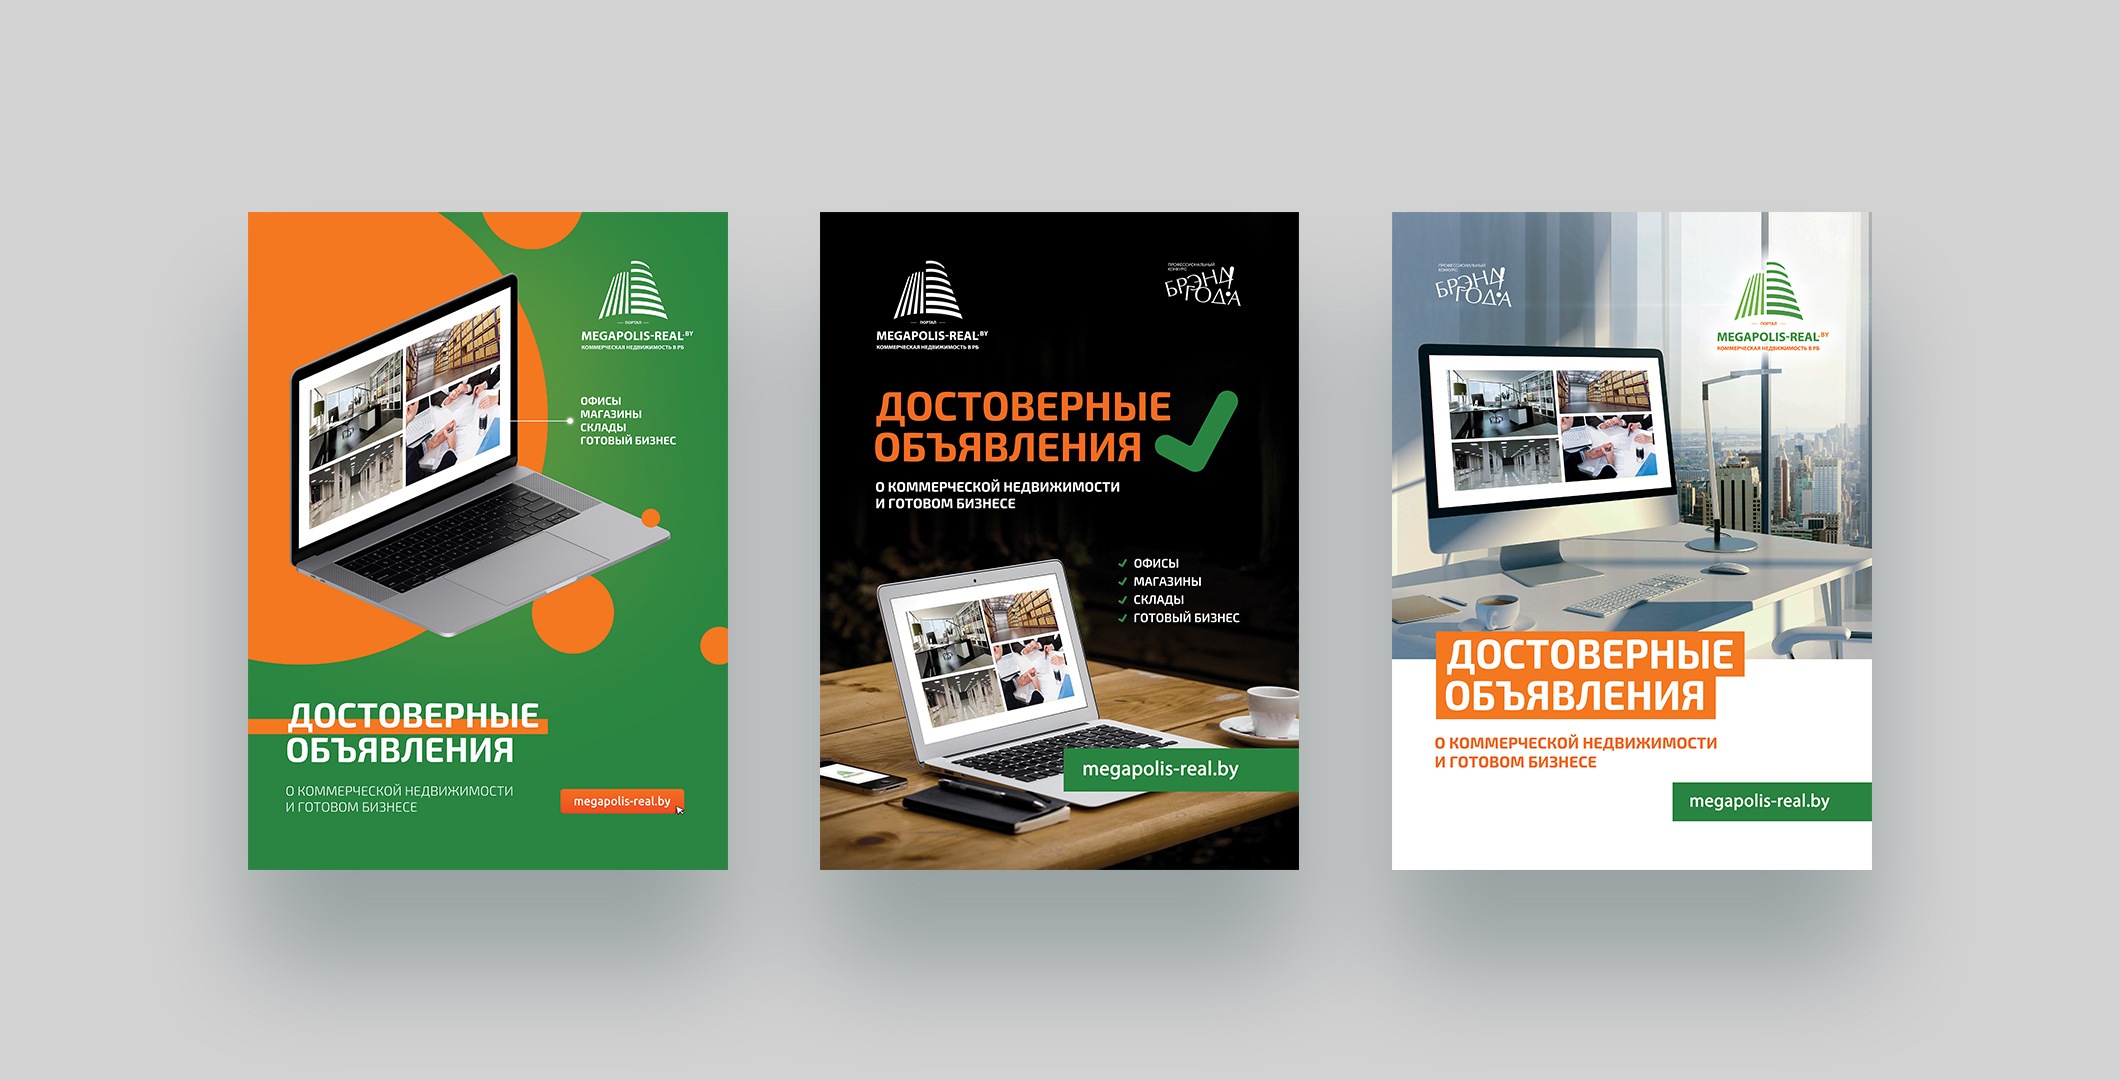 ПОРТАЛ
MEGAPOLIS-REAL.BY
КОММЕРЧЕСКАЯ НЕДВИЖИМОСТЬ В РБ
ОФИСЫ
МАГАЗИНЫ
СКЛАДЫ
ГОТОВЫЙ БИЗНЕС
ДОСТОВЕРНЫЕ
ОБЪЯВЛЕНИЯ
О КОММЕРЧЕСКОЙ НЕДВИЖИМОСТИ
И ГОТОВОМ БИЗНЕСЕ
megapolis-real.by
ПОРТАЛ
MEGAPOLIS-REAL.BY
КОММЕРЧЕСКАЯ НЕДВИЖИМОСТЬ В РБ
ПРОФЕССИОНАЛЬНЫЙ
КОНКУРС
БРЭНД
ГОДА
ДОСТОВЕРНЫЕ
ОБЪЯВЛЕНИЯ
О КОММЕРЧЕСКОЙ НЕДВИЖИМОСТИ
И ГОТОВОМ БИЗНЕСЕ
ОФИСЫ
МАГАЗИНЫ
СКЛАДЫ
ГОТОВЫЙ БИЗНЕС
megapolis-real.by
ПРОФЕССИОНАЛЬНЫЙ
КОНКУРС
БРЭНД
ГОДА
ПОРТАЛ
MEGAPOLIS-REAL.BY
КОММЕРЧЕСКАЯ НЕДВИЖИМОСТЬ В РБ
ДОСТОВЕРНЫЕ
ОБЪЯВЛЕНИЯ
О КОММЕРЧЕСКОЙ НЕДВИЖИМОСТИ
И ГОТОВОМ БИЗНЕСЕ
megapolis-real.by